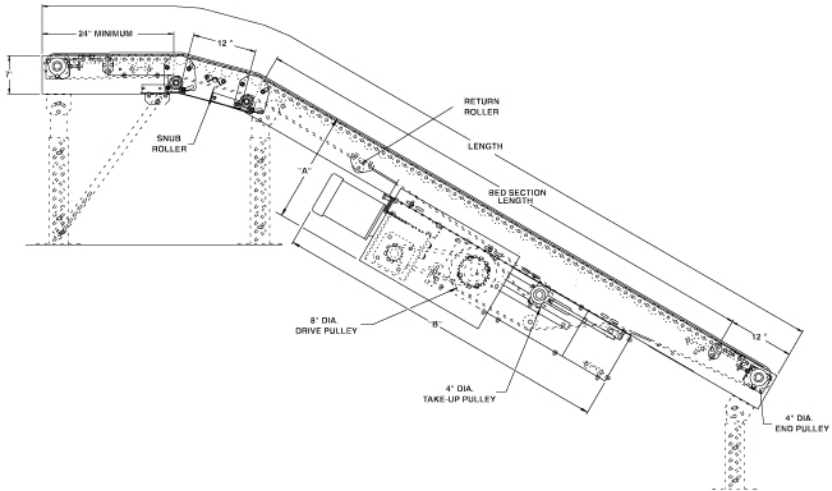 24" MINIMUM
12"
7"
RETURN
ROLLER
LENGTH
SNUB
ROLLER
"A"
BED SECTION
LENGTH
8" DIA.
DRIVE PULLEY
B
12"
4" DIA.
TAKE-UP PULLEY
4" DIA.
END PULLEY